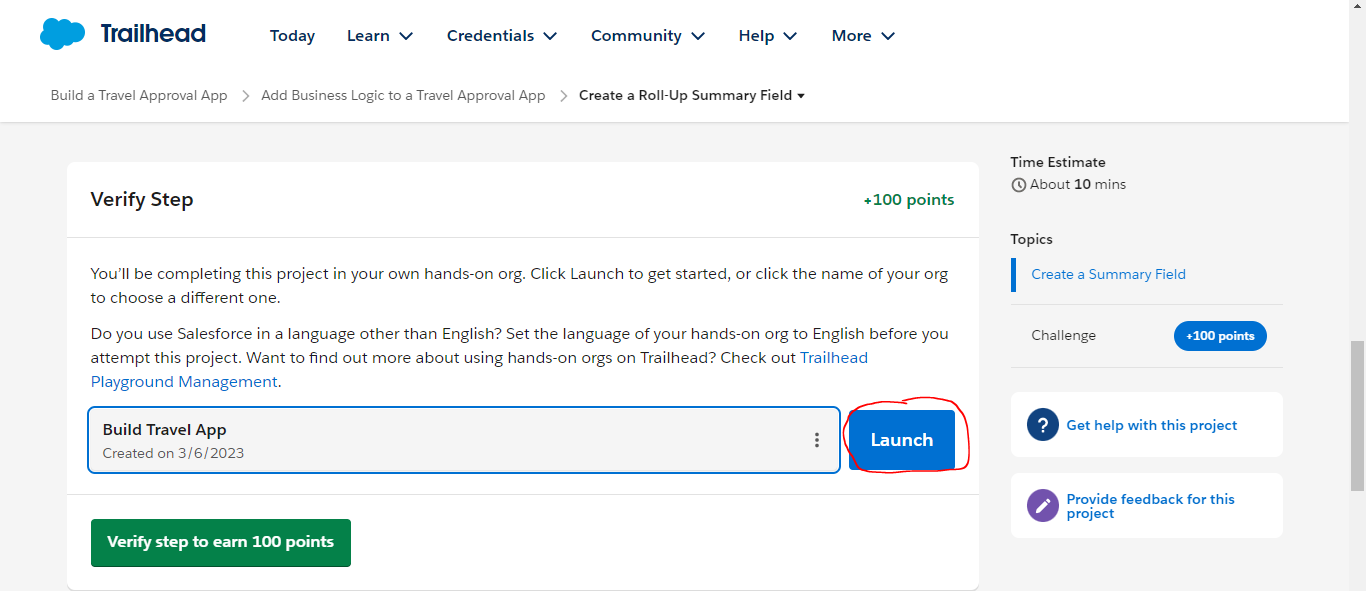 Trailhead
Today Learn Credentials Community Help More
Build a Travel Approval App > Add Business Logic to a Travel Approval App > Create a Roll-Up Summary Field
Verify Step
+100 points
You'll be completing this project in your own hands-on org. Click Launch to get started, or click the name of your org
to choose a different one.
Do you use Salesforce in a language other than English? Set the language of your hands-on org to English before you
attempt this project. Want to find out more about using hands-on orgs on Trailhead? Check out Trailhead
Playground Management.
Build Travel App
Created on 3/6/2023
Launch
Verify step to earn 100 points
Time Estimate
About 10 mins
Topics
Create a Summary Field
Challenge
+100 points
? Get help with this project
Provide feedback for this
project